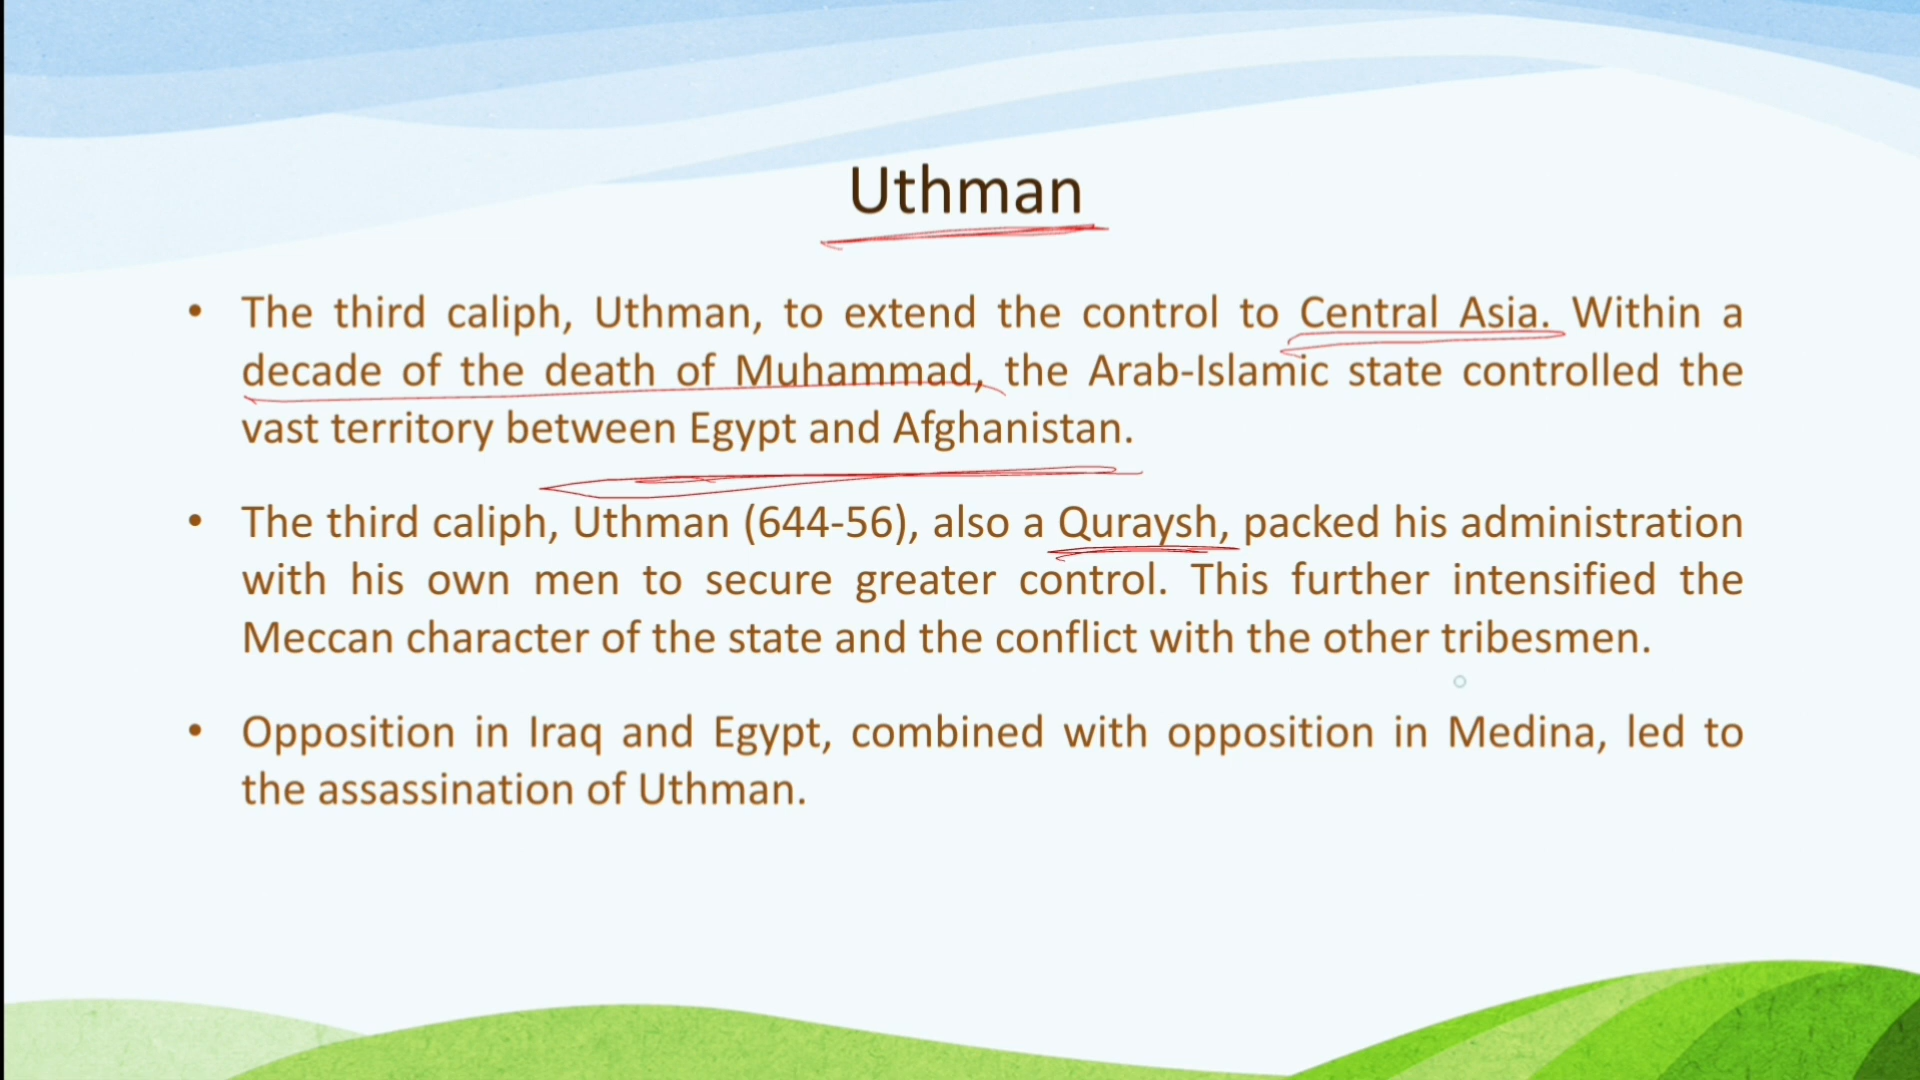 Uthman
• The third caliph, Uthman, to extend the control to Central Asia. Within a
decade of the death of Muhammad, the Arab-Islamic state controlled the
vast territory between Egypt and Afghanistan.
• The third caliph, Uthman (644-56), also a Quraysh, packed his administration
with his own men to secure greater control. This further intensified the
Meccan character of the state and the conflict with the other tribesmen.
• Opposition in Iraq and Egypt, combined with opposition in Medina, led to
the assassination of Uthman.